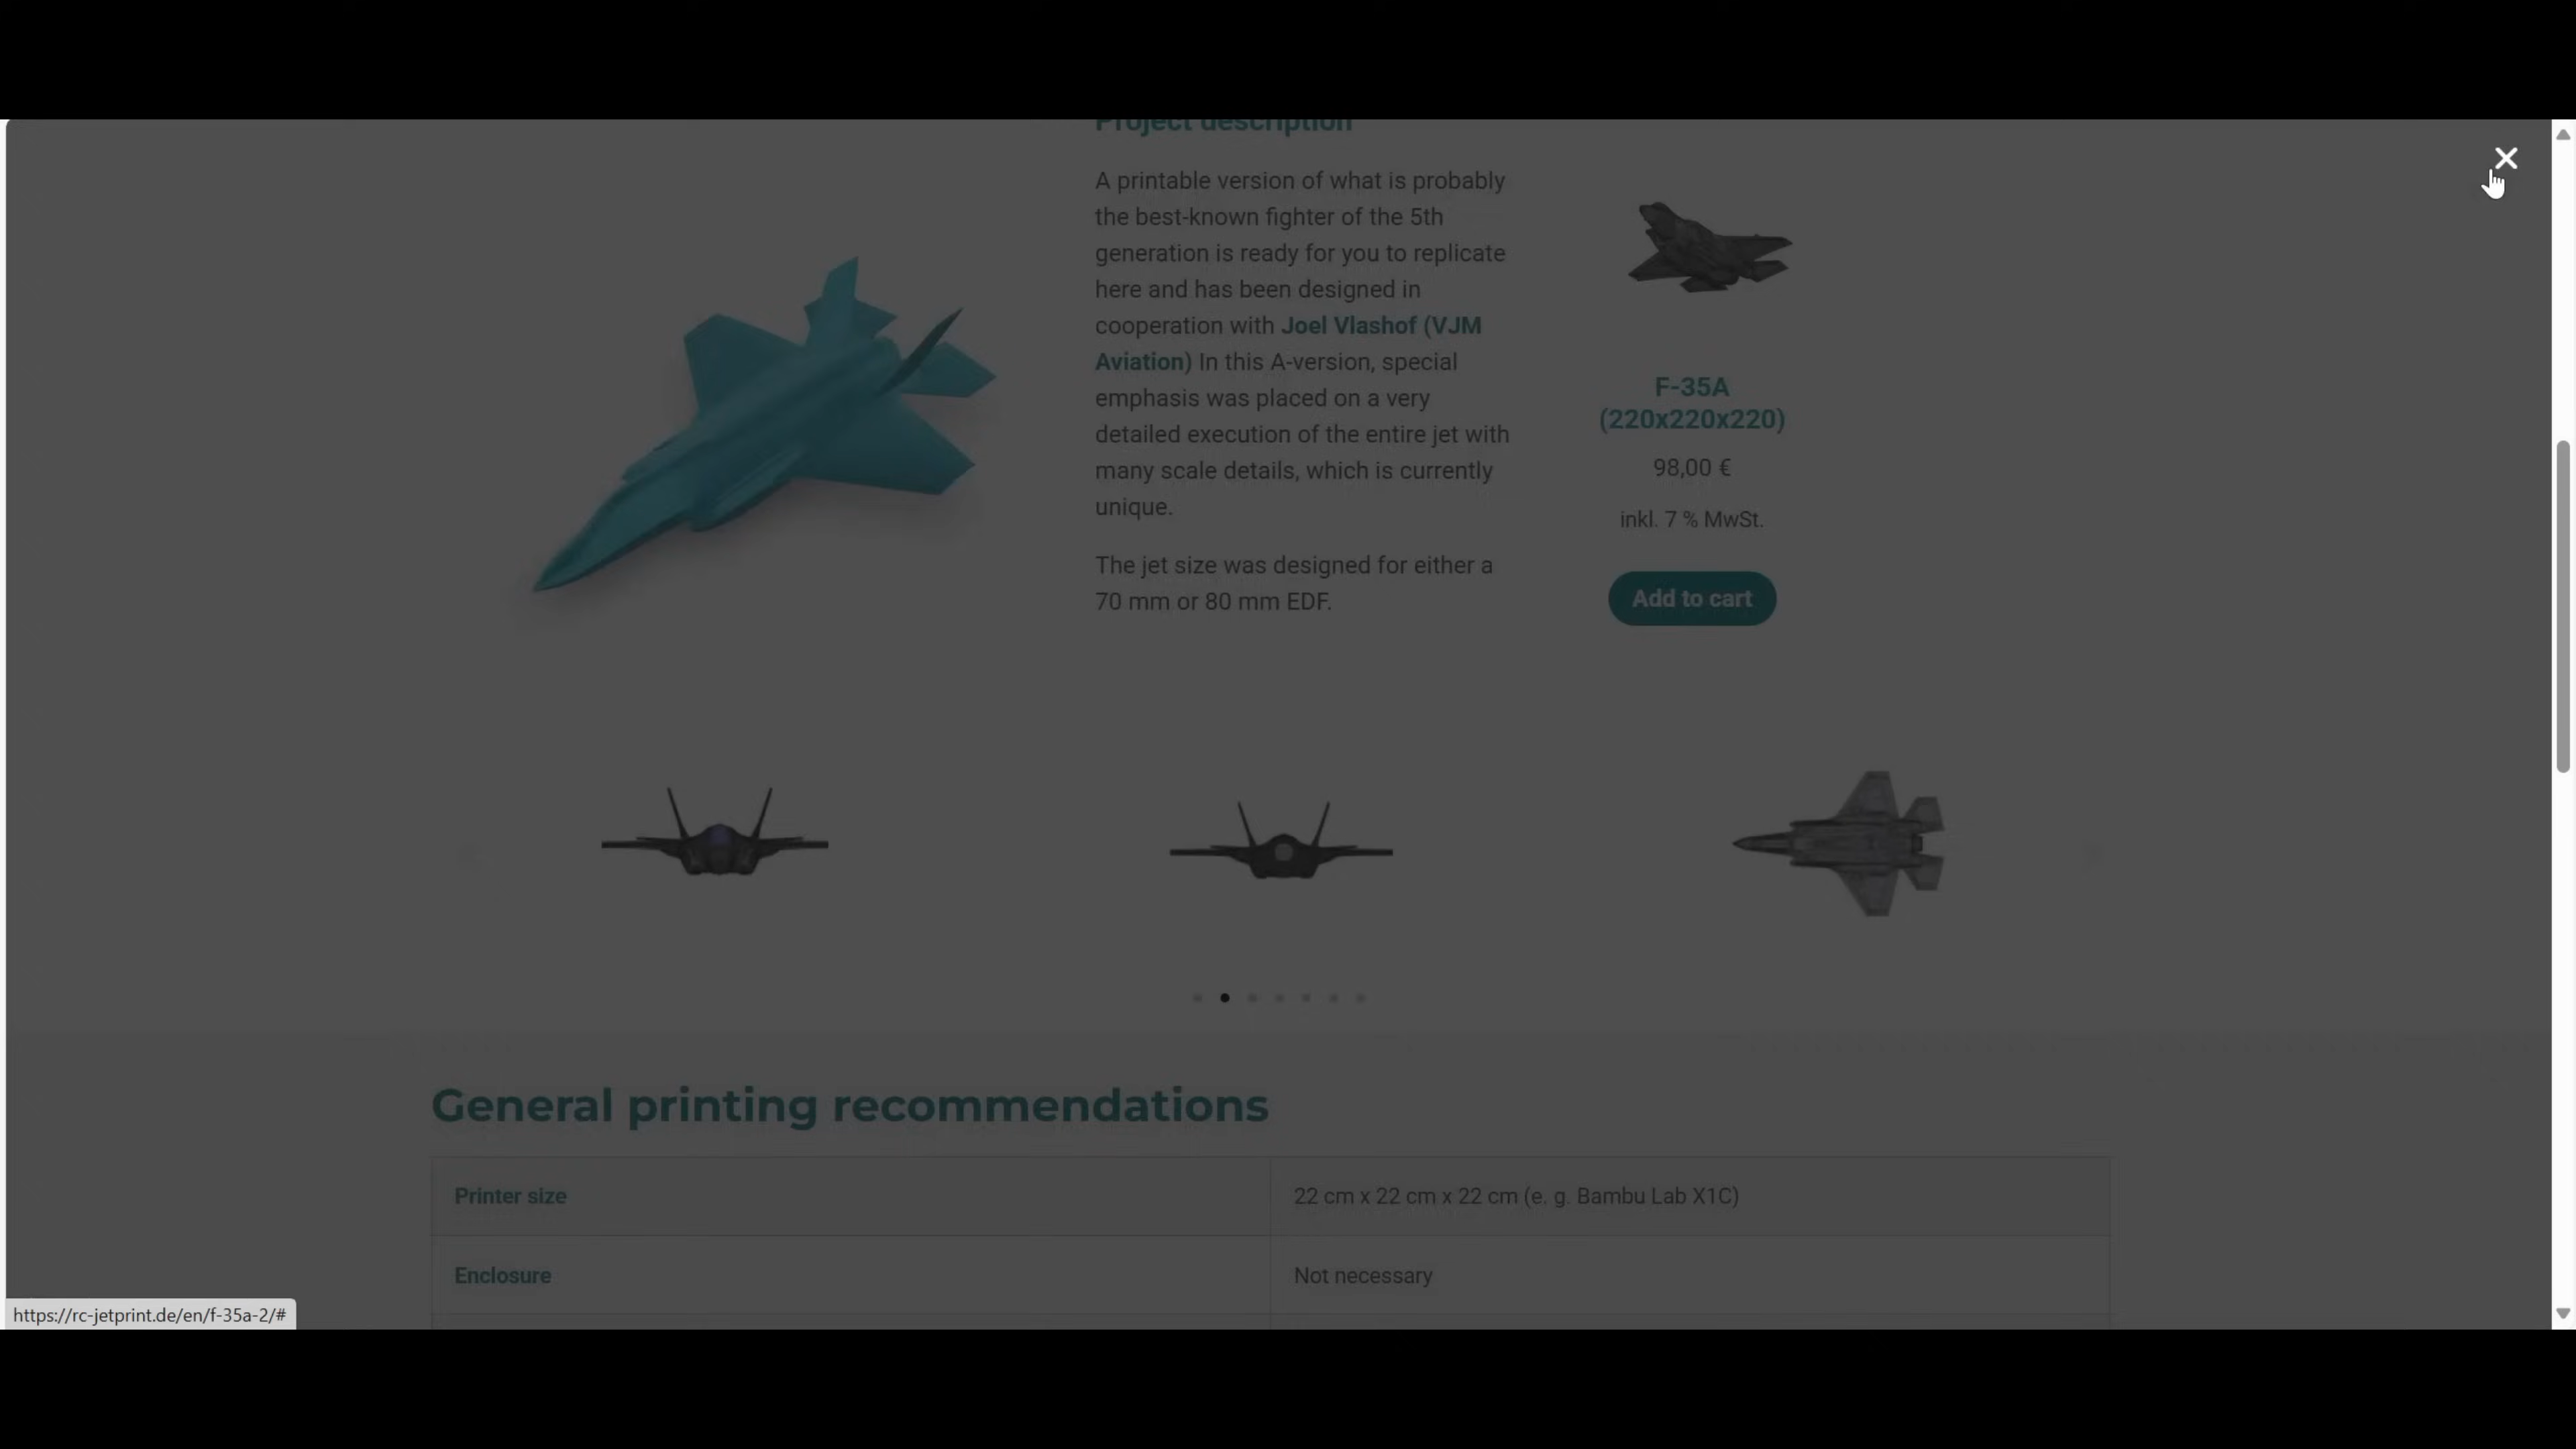 Project description
A printable version of what is probably
the best-known fighter of the 5th
generation is ready for you to replicate
here and has been designed in
cooperation with Joel Vlashof (VJM
Aviation) In this A-version, special
emphasis was placed on a very
detailed execution of the entire jet with
many scale details, which is currently
unique.
The jet size was designed for either a
70 mm or 80 mm EDF.
F-35A
(220x220x220)
98,00 €
inkl. 7 % MwSt.
Add to cart
General printing recommendations
Printer size
22 cm x 22 cm x 22 cm (e. g. Bambu Lab X1C)
Enclosure
Not necessary
https://rc-jetprint.de/en/f-35a-2/#